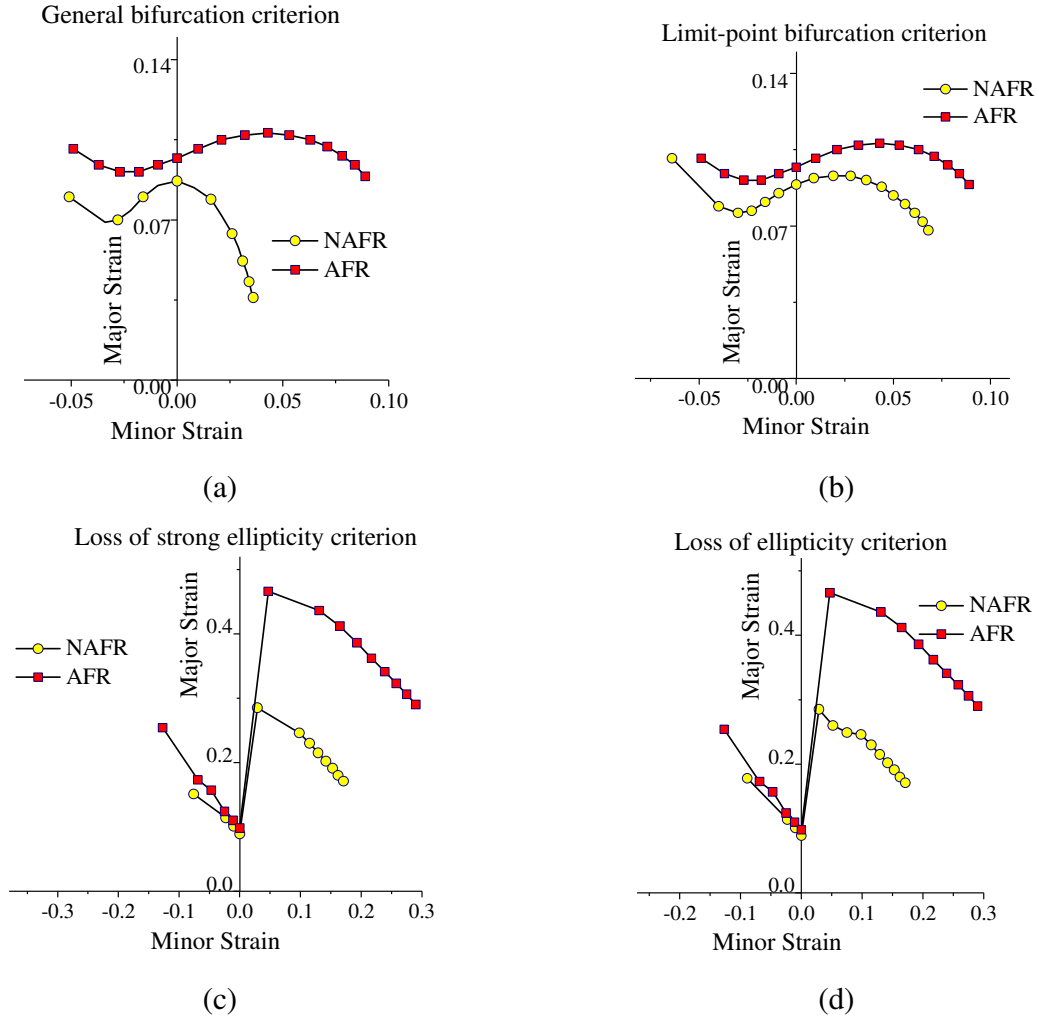 General bifurcation criterion
0.14
0.07
0.00
Major Strain
NAFR
AFR
-0.05 0.00 0.05 0.10
Minor Strain
(a)
Limit-point bifurcation criterion
0.14
0.07
0.00
Major Strain
NAFR
AFR
-0.05 0.00 0.05 0.10
Minor Strain
(b)
Loss of strong ellipticity criterion
0.4
0.2
0.0
Major Strain
NAFR
AFR
-0.3 -0.2 -0.1 0.0 0.1 0.2 0.3
Minor Strain
(c)
Loss of ellipticity criterion
0.4
0.2
0.0
Major Strain
NAFR
AFR
-0.2 -0.1 0.0 0.1 0.2 0.3
Minor Strain
(d)